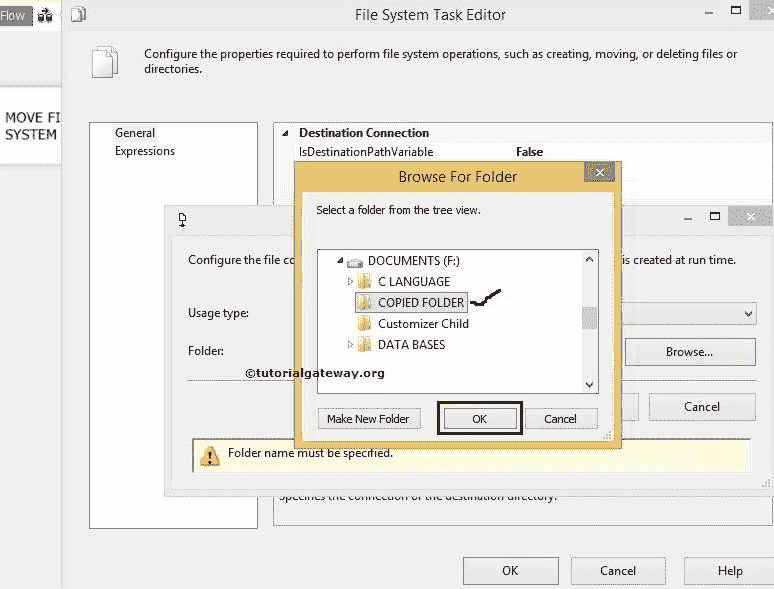 Flow
File System Task Editor
Configure the properties required to perform file system operations, such as creating, moving, or deleting files or
directories.
MOVE FI
SYSTEM
General
Expressions
Destination Connection
IsDestinationPathVariable False
Browse For Folder
Select a folder from the tree view.
Configure the file co
is created at run time.
DOCUMENTS (F:)
C LANGUAGE
COPIED FOLDER
Customizer Child
DATA BASES
Usage type:
Folder:
Browse...
©tutorialgateway.org
Make New Folder
OK
Cancel
Cancel
Folder name must be specified.
Specifies the connection of the destination directory.
OK
Cancel
Help